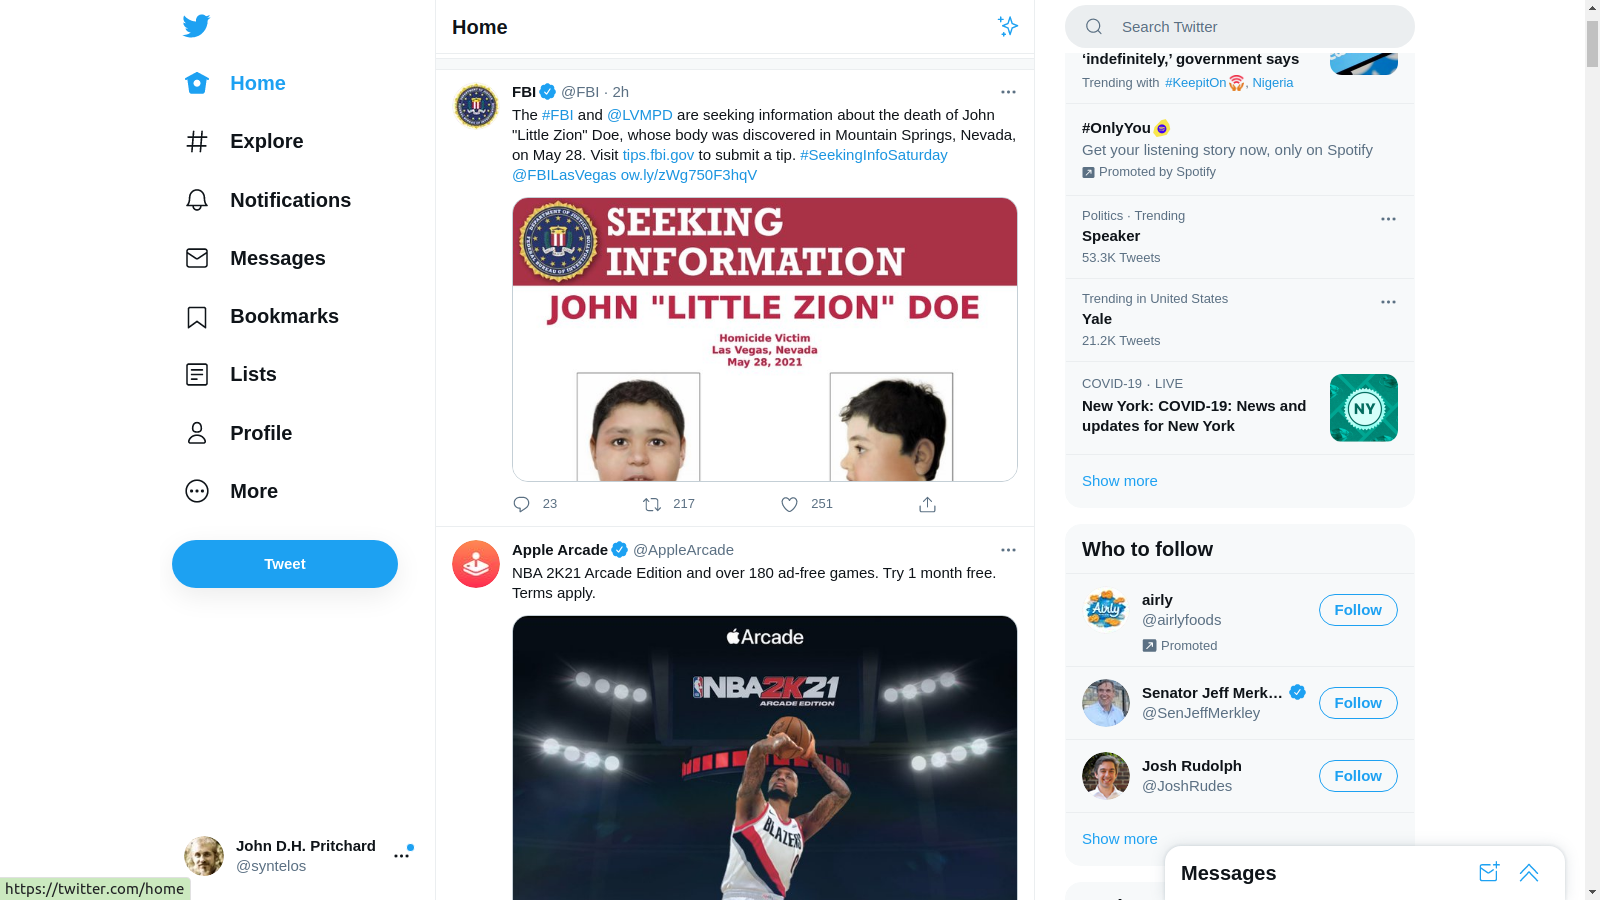 Home
Explore
Notifications
Messages
Bookmarks
Lists
Profile
More
Tweet
John D.H. Pritchard
@syntelos
https://twitter.com/home
Home
FBI @FBI · 2h
The #FBI and @LVMPD are seeking information about the death of John
"Little Zion" Doe, whose body was discovered in Mountain Springs, Nevada,
on May 28. Visit tips.fbi.gov to submit a tip. #SeekingInfoSaturday
@FBILasVegas ow.ly/zWg750F3hqV
SEEKING
INFORMATION
JOHN "LITTLE ZION" DOE
Homicide Victim
Las Vegas, Nevada
May 28, 2021
23
217
251
Apple Arcade @AppleArcade
NBA 2K21 Arcade Edition and over 180 ad-free games. Try 1 month free.
Terms apply.
Arcade
NBA 2K21
ARCADE EDITION
BLAZERS
Search Twitter
‘indefinitely,’ government says
Trending with #KeepitOn, Nigeria
#OnlyYou
Get your listening story now, only on Spotify
Promoted by Spotify
Politics · Trending
Speaker
53.3K Tweets
Trending in United States
Yale
21.2K Tweets
COVID-19 · LIVE
New York: COVID-19: News and
updates for New York
NY
Show more
Who to follow
Airly
airly
@airlyfoods
Promoted
Follow
Senator Jeff Merk...
@SenJeffMerkley
Follow
Josh Rudolph
@JoshRudes
Follow
Show more
Messages